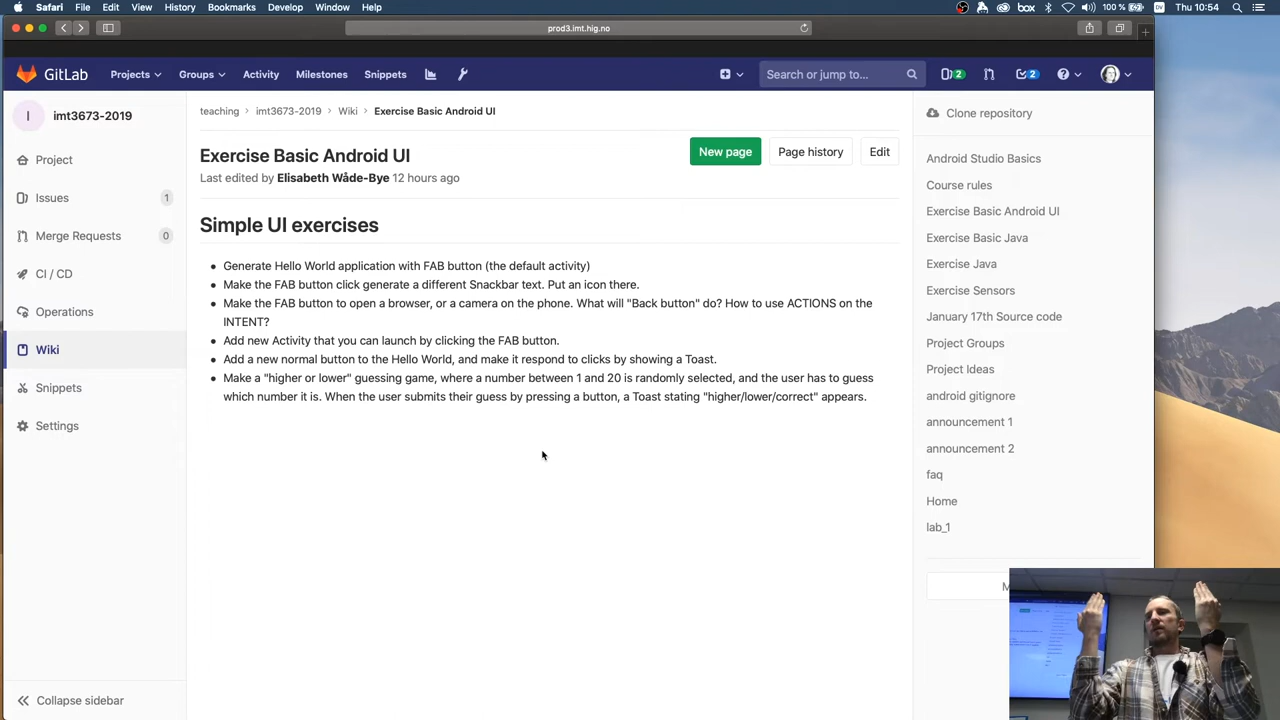 Safari File Edit View History Bookmarks Develop Window Help box 100 % Thu 10:54
prod3.imt.hig.no
GitLab Projects Groups Activity Milestones Snippets Search or jump to... 2 2
I imt3673-2019
Project
Issues 1
Merge Requests 0
CI / CD
Operations
Wiki
Snippets
Settings
Collapse sidebar
teaching > imt3673-2019 > Wiki > Exercise Basic Android UI
Exercise Basic Android UI
New page Page history Edit
Last edited by Elisabeth Wåde-Bye 12 hours ago
Simple UI exercises
• Generate Hello World application with FAB button (the default activity)
• Make the FAB button click generate a different Snackbar text. Put an icon there.
• Make the FAB button to open a browser, or a camera on the phone. What will "Back button" do? How to use ACTIONS on the
INTENT?
• Add new Activity that you can launch by clicking the FAB button.
• Add a new normal button to the Hello World, and make it respond to clicks by showing a Toast.
• Make a "higher or lower" guessing game, where a number between 1 and 20 is randomly selected, and the user has to guess
which number it is. When the user submits their guess by pressing a button, a Toast stating "higher/lower/correct" appears.
Clone repository
Android Studio Basics
Course rules
Exercise Basic Android UI
Exercise Basic Java
Exercise Java
Exercise Sensors
January 17th Source code
Project Groups
Project Ideas
android gitignore
announcement 1
announcement 2
faq
Home
lab_1